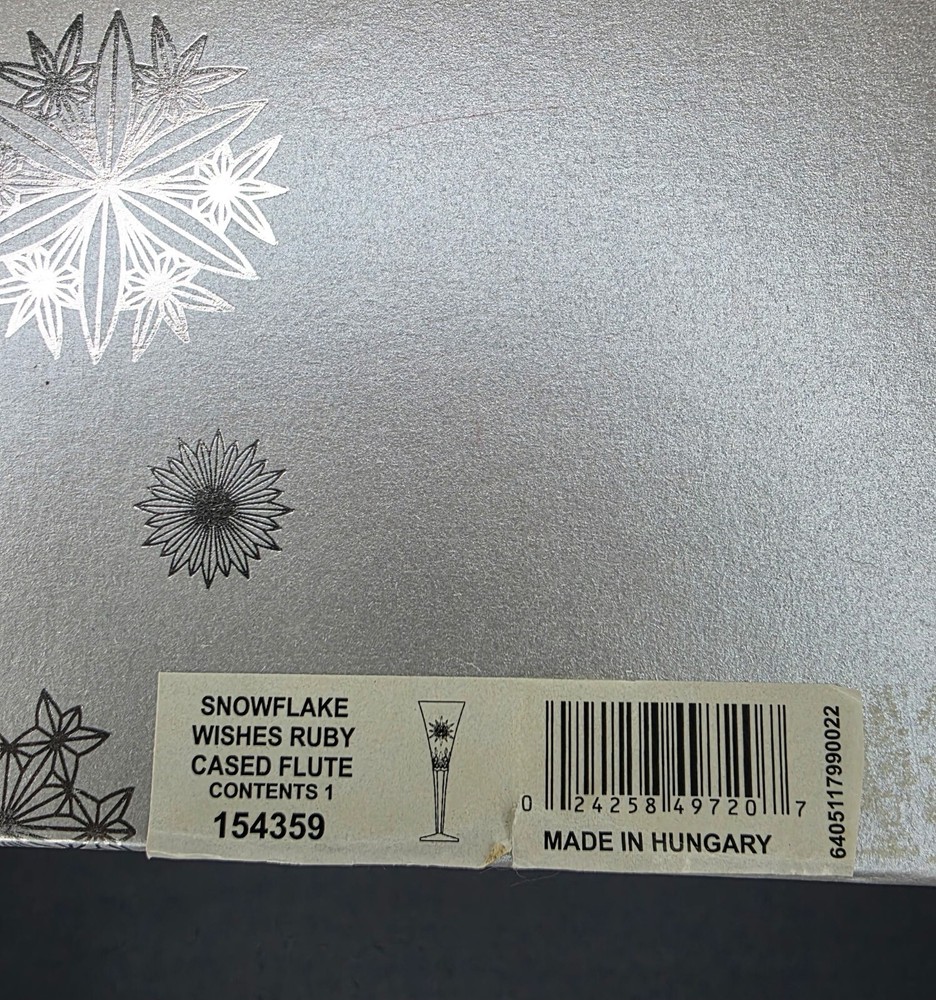 SNOWFLAKE
WISHES RUBY
CASED FLUTE
CONTENTS 1
154359
0 24258 49720 7
MADE IN HUNGARY
6405117990022